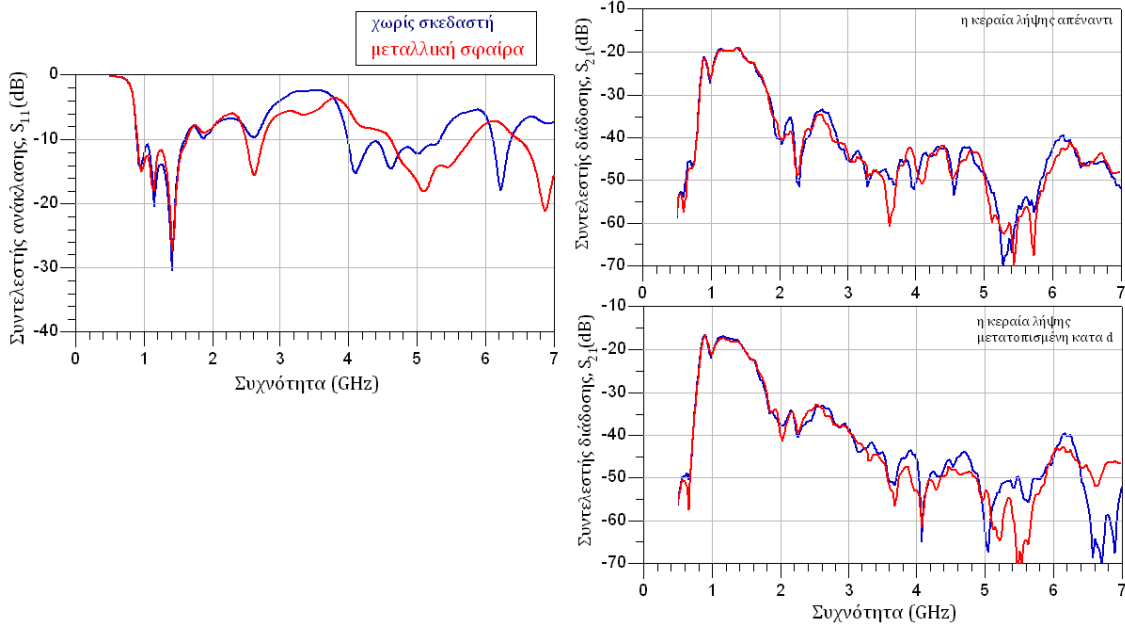 χωρίς σκεδαστή
μεταλλική σφαίρα
Συντελεστής ανάκλασης, S11 (dB)
0
-10
-20
-30
-40
0 1 2 3 4 5 6 7
Συχνότητα (GHz)
η κεραία λήψης απέναντι
Συντελεστής διάδοσης, S21(dB)
-10
-20
-30
-40
-50
-60
-70
0 1 2 3 4 5 6 7
η κεραία λήψης
μετατοπισμένη κατα d
Συντελεστής διάδοσης, S21(dB)
-10
-20
-30
-40
-50
-60
-70
0 1 2 3 4 5 6 7
Συχνότητα (GHz)